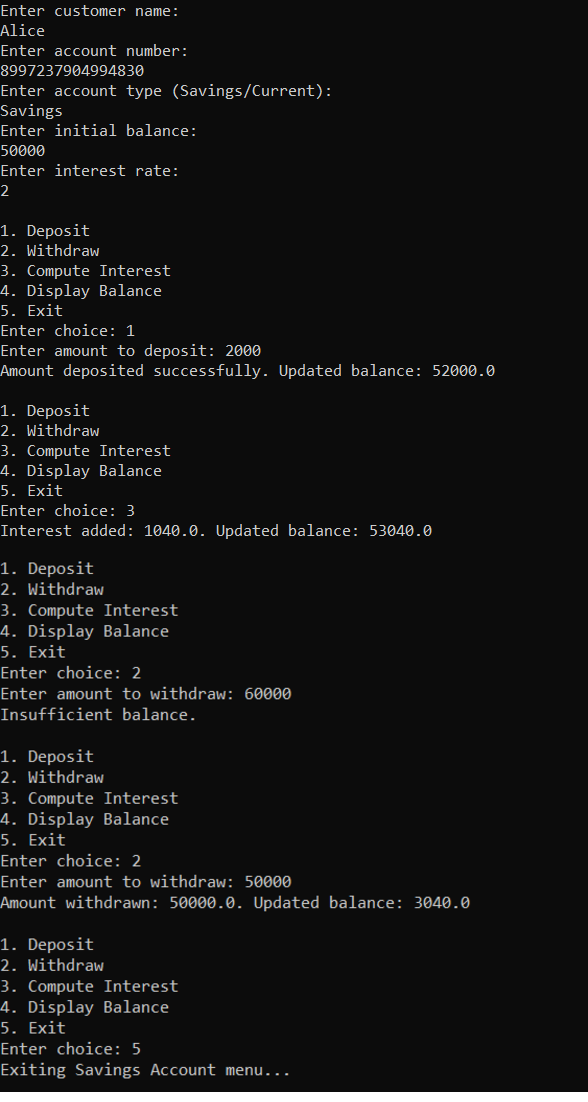 Enter customer name:
Alice
Enter account number:
8997237904994830
Enter account type (Savings/Current):
Savings
Enter initial balance:
50000
Enter interest rate:
2
1. Deposit
2. Withdraw
3. Compute Interest
4. Display Balance
5. Exit
Enter choice: 1
Enter amount to deposit: 2000
Amount deposited successfully. Updated balance: 52000.0
1. Deposit
2. Withdraw
3. Compute Interest
4. Display Balance
5. Exit
Enter choice: 3
Interest added: 1040.0. Updated balance: 53040.0
1. Deposit
2. Withdraw
3. Compute Interest
4. Display Balance
5. Exit
Enter choice: 2
Enter amount to withdraw: 60000
Insufficient balance.
1. Deposit
2. Withdraw
3. Compute Interest
4. Display Balance
5. Exit
Enter choice: 2
Enter amount to withdraw: 50000
Amount withdrawn: 50000.0. Updated balance: 3040.0
1. Deposit
2. Withdraw
3. Compute Interest
4. Display Balance
5. Exit
Enter choice: 5
Exiting Savings Account menu...